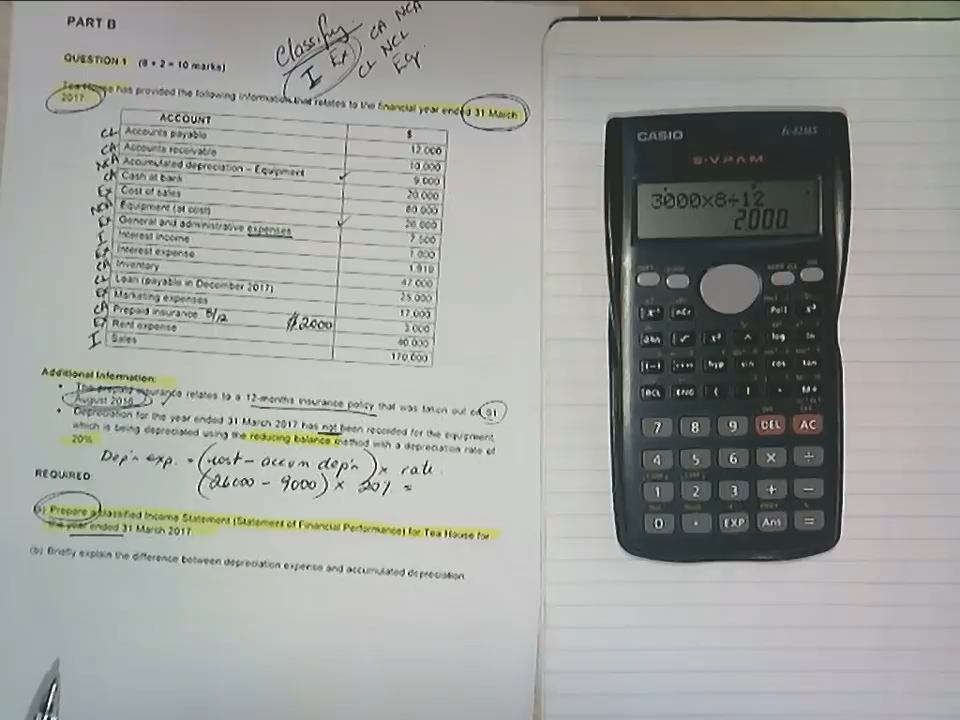 PART B
Classify
I Ex CA NCA
CL NCL
Eq.
QUESTION 1 (8 + 2 = 10 marks)
Tea House has provided the following information that relates to the financial year ended 31 March
2017
ACCOUNT $
CL Accounts payable 12,000
CA Accounts receivable 10,000
NCA Accumulated depreciation – Equipment 9,000
CA Cash at bank 20,000
Ex Cost of sales 60,000
NCA Equipment (at cost) 26,000
Ex General and administrative expenses 7,500
I Interest income 1,000
Ex Interest expense 1,810
CA Inventory 47,000
CL Loan (payable in December 2017) 25,000
Ex Marketing expenses 17,000
CA Prepaid insurance 8/12 $2000 3,000
Ex Rent expense 40,000
I Sales 170,000
Additional Information:
• The prepaid insurance relates to a 12-months insurance policy that was taken out on 01
August 2016
• Depreciation for the year ended 31 March 2017 has not been recorded for the equipment,
which is being depreciated using the reducing balance method with a depreciation rate of
20%
Dep'n exp. = (cost - accum dep'n) × rate
(26000 - 9000) × 20% =
REQUIRED:
(a) Prepare a classified Income Statement (Statement of Financial Performance) for Tea House for
the year ended 31 March 2017
(b) Briefly explain the difference between depreciation expense and accumulated depreciation
CASIO fx-82MS
S-V.P.A.M.
3000×8÷12
2000
7 8 9 DEL AC
4 5 6 × ÷
1 2 3 + −
0 · EXP Ans =